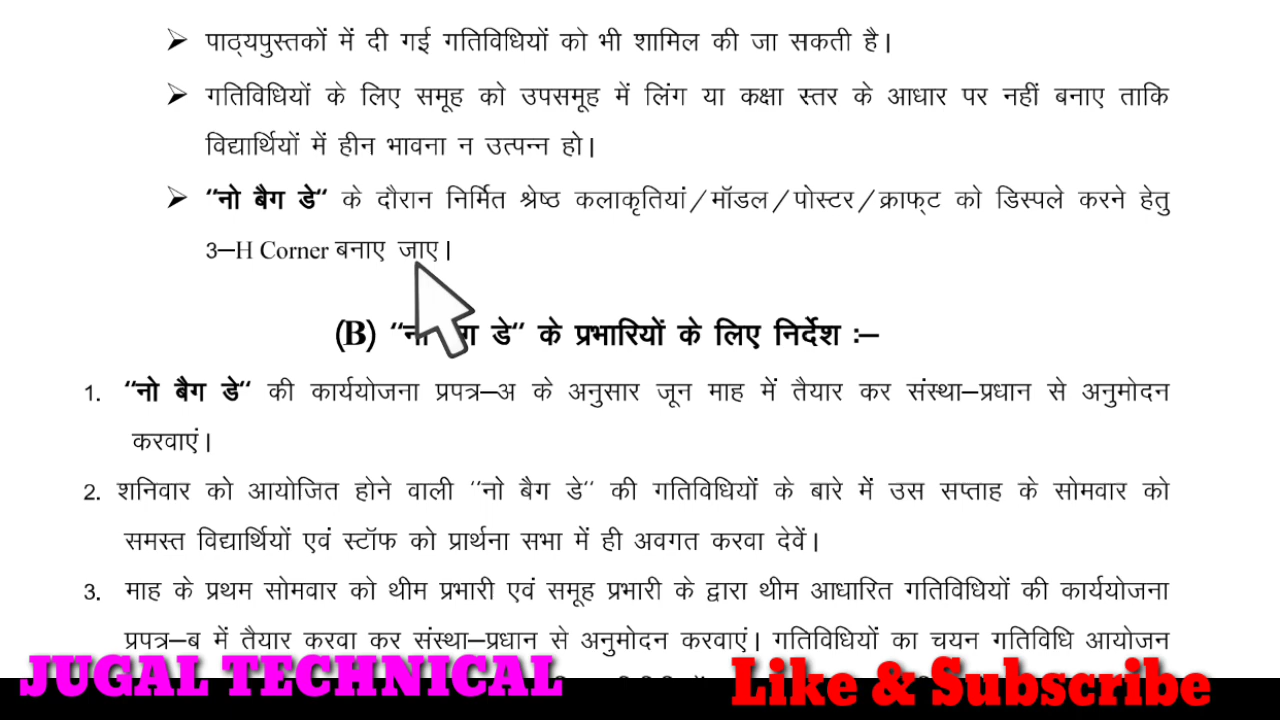 ➢ पाठ्यपुस्तकों में दी गई गतिविधियों को भी शामिल की जा सकती है।
➢ गतिविधियों के लिए समूह को उपसमूह में लिंग या कक्षा स्तर के आधार पर नहीं बनाए ताकि
विद्यार्थियों में हीन भावना न उत्पन्न हो।
➢ "नो बैग डे" के दौरान निर्मित श्रेष्ठ कलाकृतियां/मॉडल/पोस्टर/क्राफ्ट को डिस्पले करने हेतु
3–H Corner बनाए जाए।
(B) "नो डे" के प्रभारियों के लिए निर्देश :–
1. "नो बैग डे" की कार्ययोजना प्रपत्र–अ के अनुसार जून माह में तैयार कर संस्था–प्रधान से अनुमोदन
करवाएं।
2. शनिवार को आयोजित होने वाली "नो बैग डे" की गतिविधियों के बारे में उस सप्ताह के सोमवार को
समस्त विद्यार्थियों एवं स्टॉफ को प्रार्थना सभा में ही अवगत करवा देवें।
3. माह के प्रथम सोमवार को थीम प्रभारी एवं समूह प्रभारी के द्वारा थीम आधारित गतिविधियों की कार्ययोजना
प्रपत्र–ब में तैयार करवा कर संस्था–प्रधान से अनुमोदन करवाएं। गतिविधियों का चयन गतिविधि आयोजन
JUGAL TECHNICAL Like & Subscribe